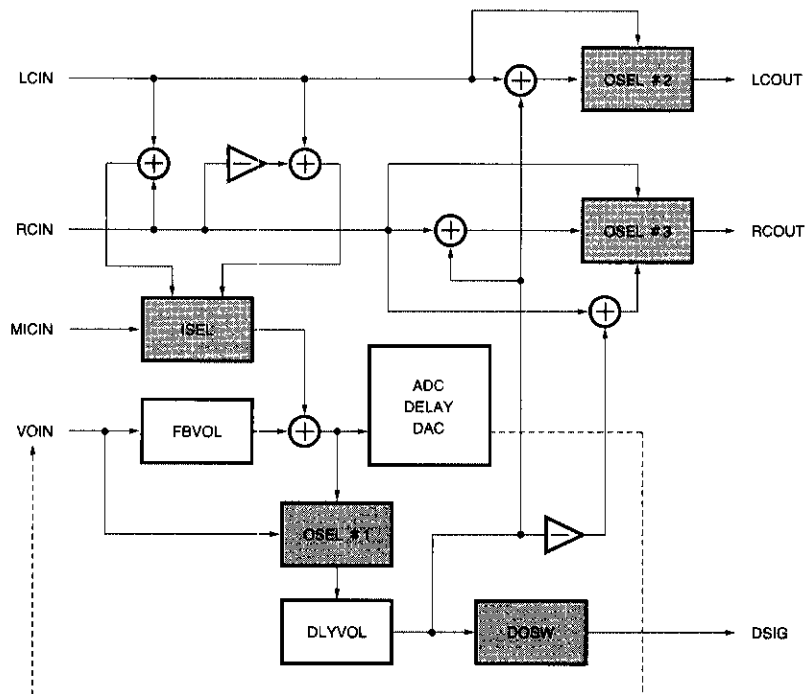 LCIN
OSEL #2
LCOUT
RCIN
OSEL #3
RCOUT
MICIN
ISEL
ADC
DELAY
DAC
VOIN
FBVOL
OSEL #1
DLYVOL
DOSW
DSIG